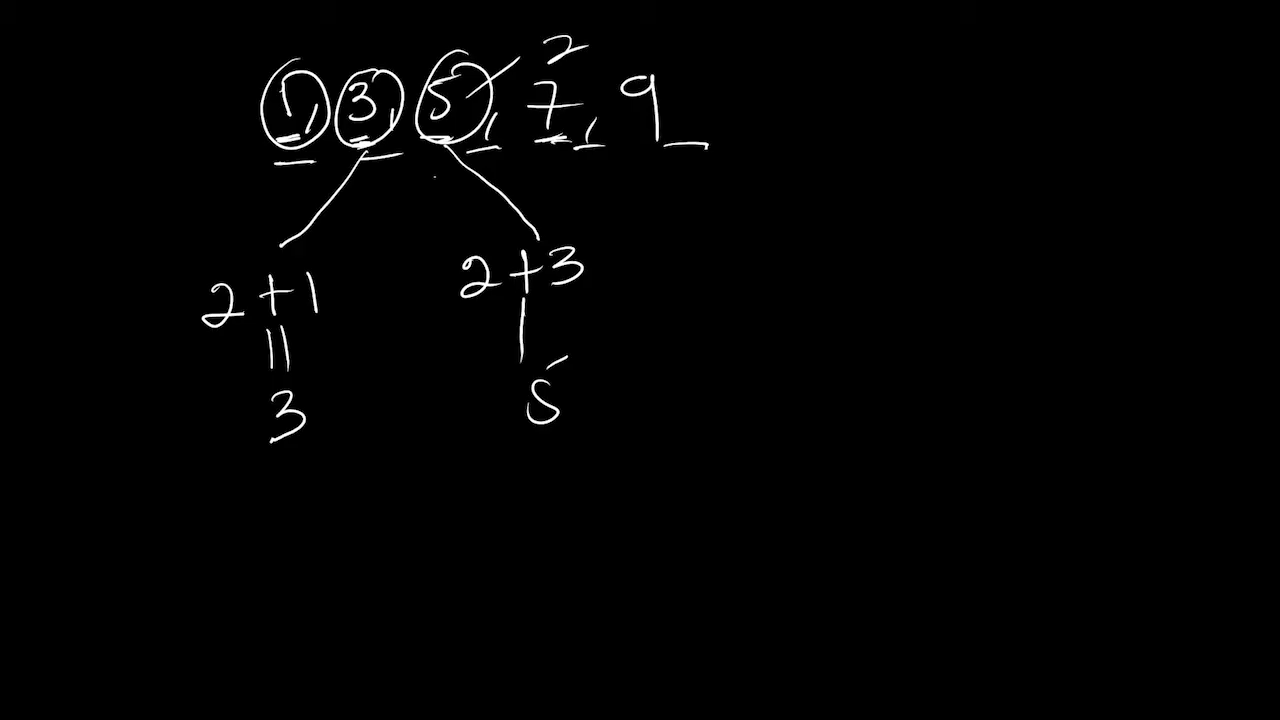 2
1, 3, 5, 7, 9
2+1 2+3
=
3 5